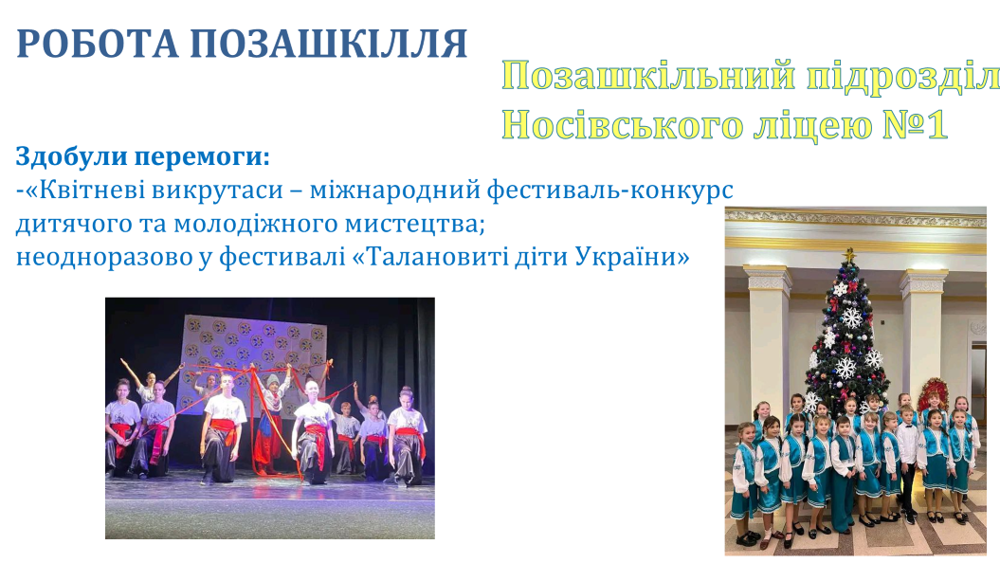 РОБОТА ПОЗАШКІЛЛЯ
Позашкільний підрозділ
Носівського ліцею №1
Здобули перемоги:
-«Квітневі викрутаси – міжнародний фестиваль-конкурс
дитячого та молодіжного мистецтва;
неодноразово у фестивалі «Талановиті діти України»